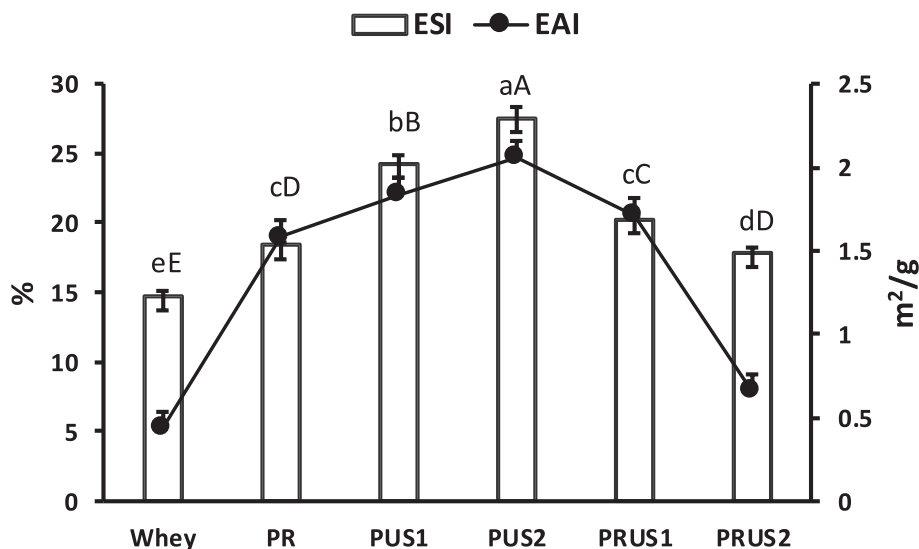 ESI EAI
30 2.5
aA
bB
25
2
cD cC
20
dD
1.5
eE
% 15 m²/g
1
10
5 0.5
0 0
Whey PR PUS1 PUS2 PRUS1 PRUS2